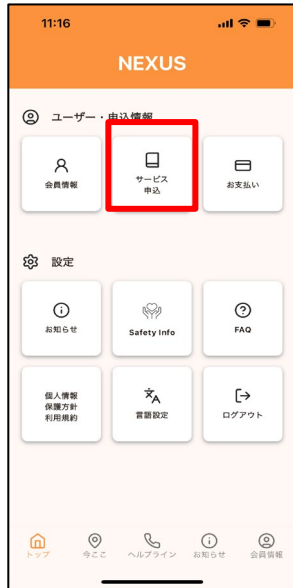 11:16
NEXUS
ユーザー・申込情報
会員情報
サービス
申込
お支払い
設定
お知らせ
Safety Info
FAQ
個人情報
保護方針
利用規約
言語設定
ログアウト
トップ
今ここ
ヘルプライン
お知らせ
会員情報